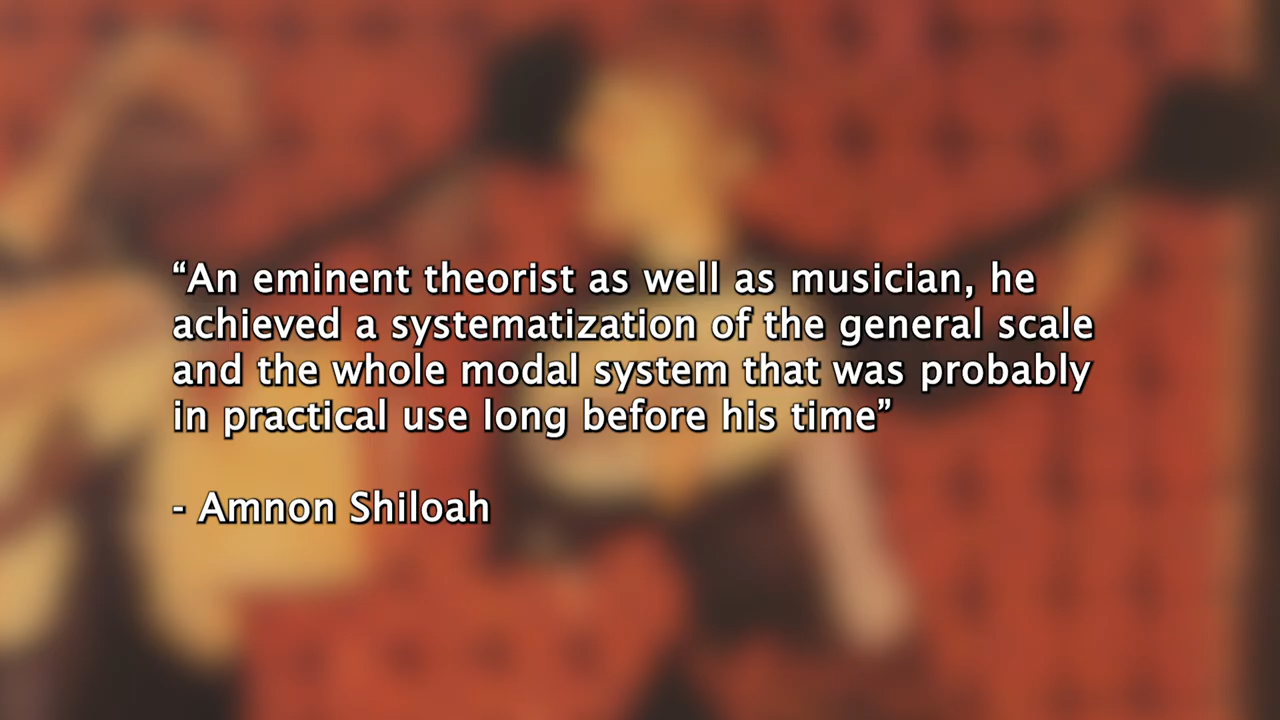 “An eminent theorist as well as musician, he
achieved a systematization of the general scale
and the whole modal system that was probably
in practical use long before his time”
- Amnon Shiloah